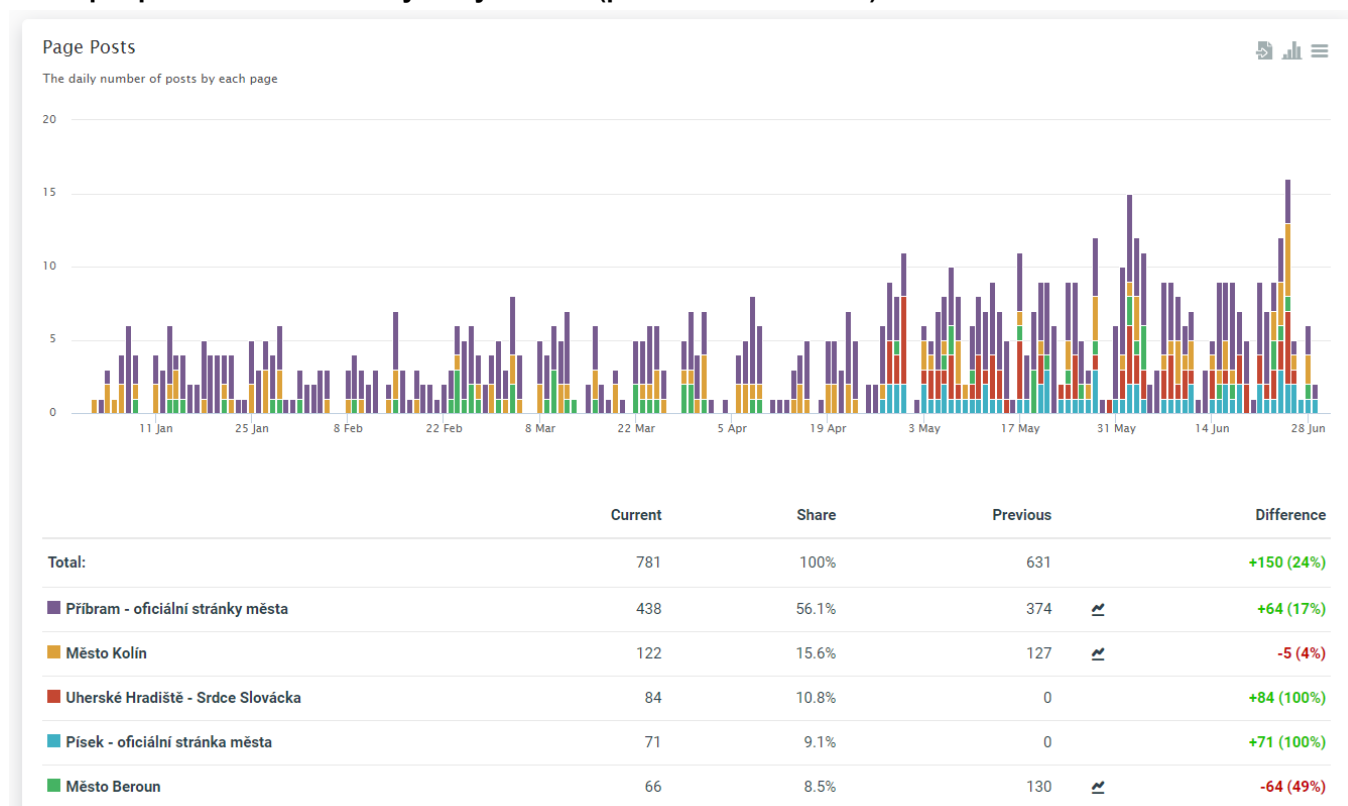 Page Posts
The daily number of posts by each page
20
15
10
5
0
11 Jan 25 Jan 8 Feb 22 Feb 8 Mar 22 Mar 5 Apr 19 Apr 3 May 17 May 31 May 14 Jun 28 Jun
Current Share Previous Difference
Total: 781 100% 631 +150 (24%)
Příbram - oficiální stránky města 438 56.1% 374 +64 (17%)
Město Kolín 122 15.6% 127 -5 (4%)
Uherské Hradiště - Srdce Slovácka 84 10.8% 0 +84 (100%)
Písek - oficiální stránka města 71 9.1% 0 +71 (100%)
Město Beroun 66 8.5% 130 -64 (49%)